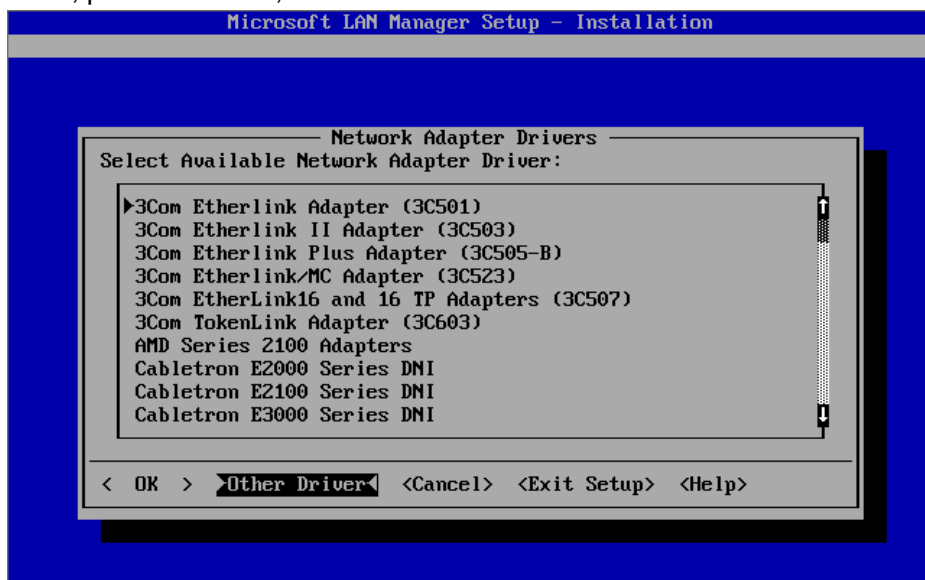 Microsoft LAN Manager Setup - Installation
Network Adapter Drivers
Select Available Network Adapter Driver:
3Com Etherlink Adapter (3C501)
3Com Etherlink II Adapter (3C503)
3Com Etherlink Plus Adapter (3C505-B)
3Com Etherlink/MC Adapter (3C523)
3Com EtherLink16 and 16 TP Adapters (3C507)
3Com TokenLink Adapter (3C603)
AMD Series 2100 Adapters
Cabletron E2000 Series DNI
Cabletron E2100 Series DNI
Cabletron E3000 Series DNI
< OK > Other Driver <Cancel> <Exit Setup> <Help>